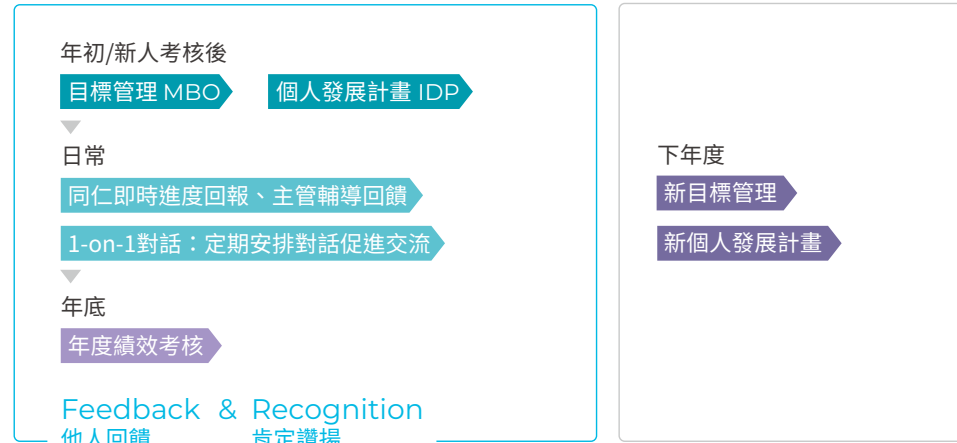 年初/新人考核後
目標管理 MBO
個人發展計畫 IDP
日常
同仁即時進度回報、主管輔導回饋
1-on-1對話：定期安排對話促進交流
年底
年度績效考核
Feedback & Recognition
他人回饋 肯定讚揚
下年度
新目標管理
新個人發展計畫